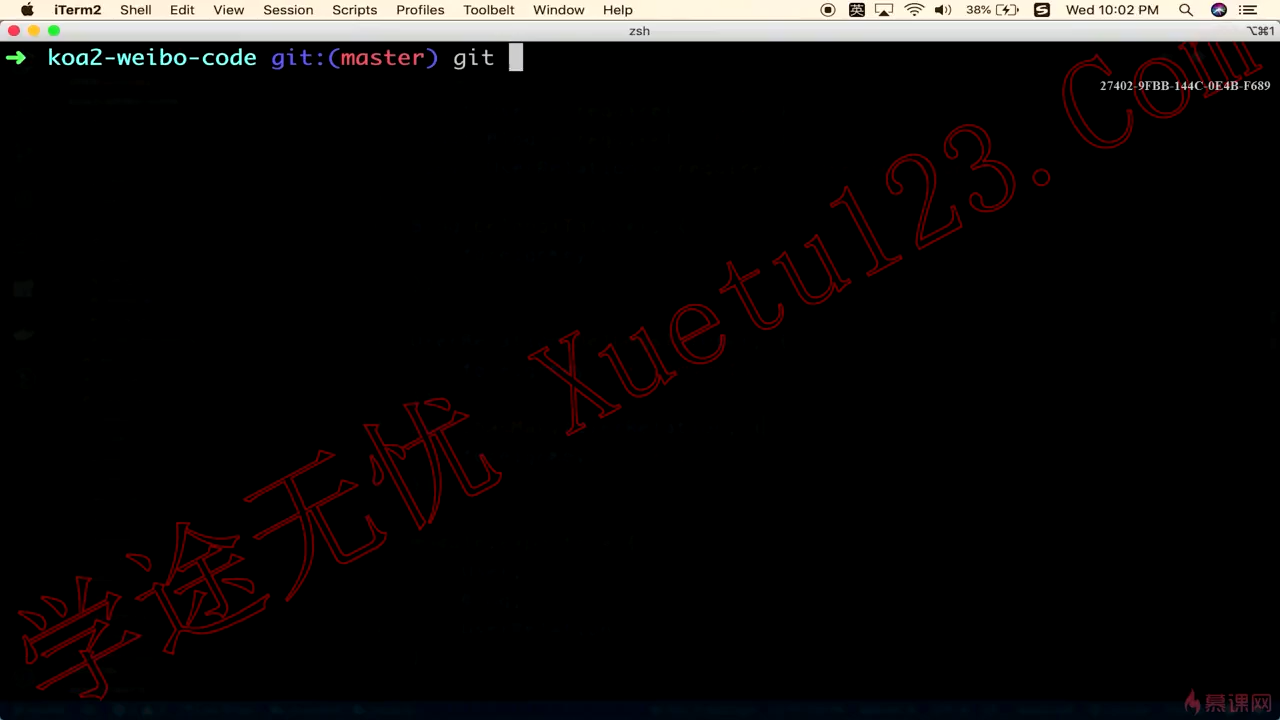 iTerm2 Shell Edit View Session Scripts Profiles Toolbelt Window Help 英 38% S Wed 10:02 PM
zsh ⌥⌘1
➜ koa2-weibo-code git:(master) git
27402-9FBB-144C-0E4B-F689
学途无忧 Xuetu123.Com
慕课网